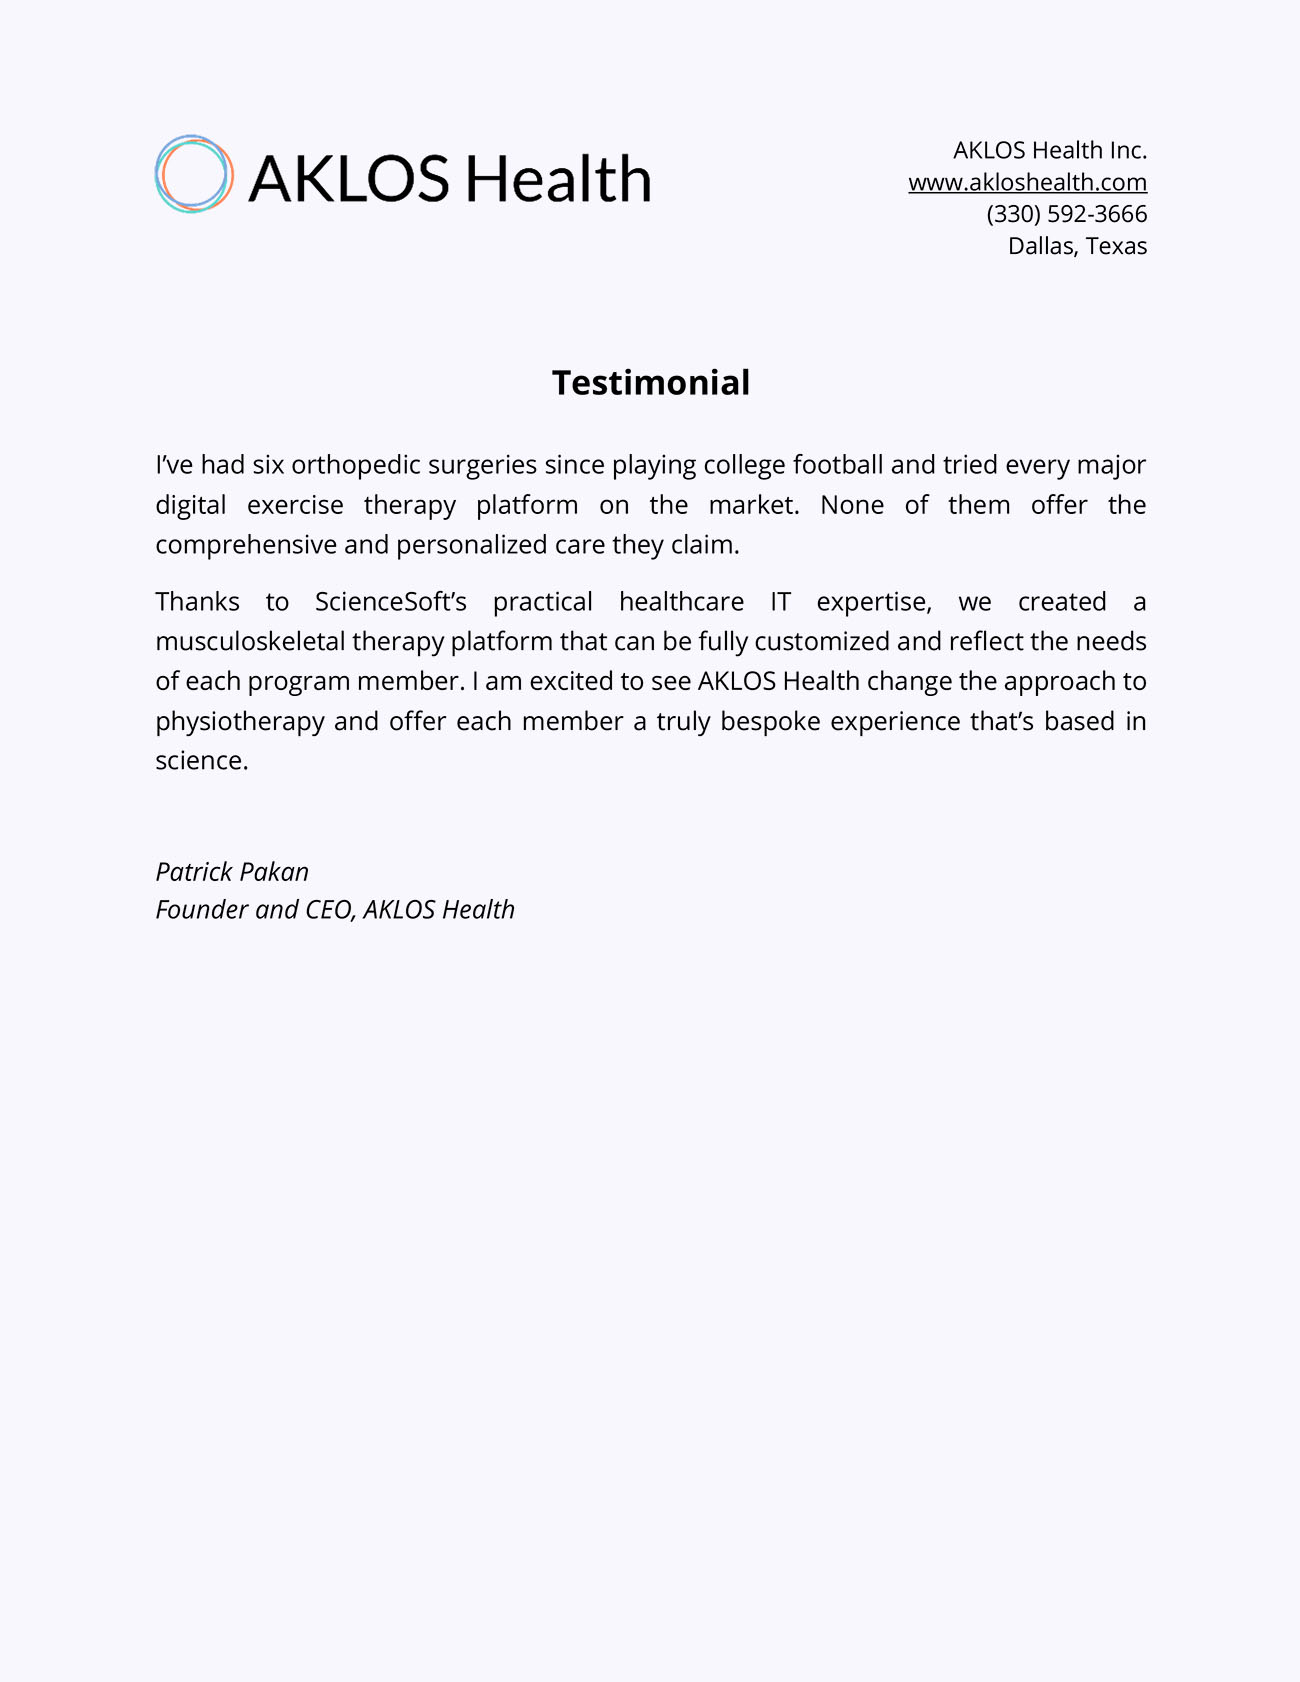 AKLOS Health
AKLOS Health Inc.
www.akloshealth.com
(330) 592-3666
Dallas, Texas
Testimonial
I’ve had six orthopedic surgeries since playing college football and tried every major
digital exercise therapy platform on the market. None of them offer the
comprehensive and personalized care they claim.
Thanks to ScienceSoft’s practical healthcare IT expertise, we created a
musculoskeletal therapy platform that can be fully customized and reflect the needs
of each program member. I am excited to see AKLOS Health change the approach to
physiotherapy and offer each member a truly bespoke experience that’s based in
science.
Patrick Pakan
Founder and CEO, AKLOS Health